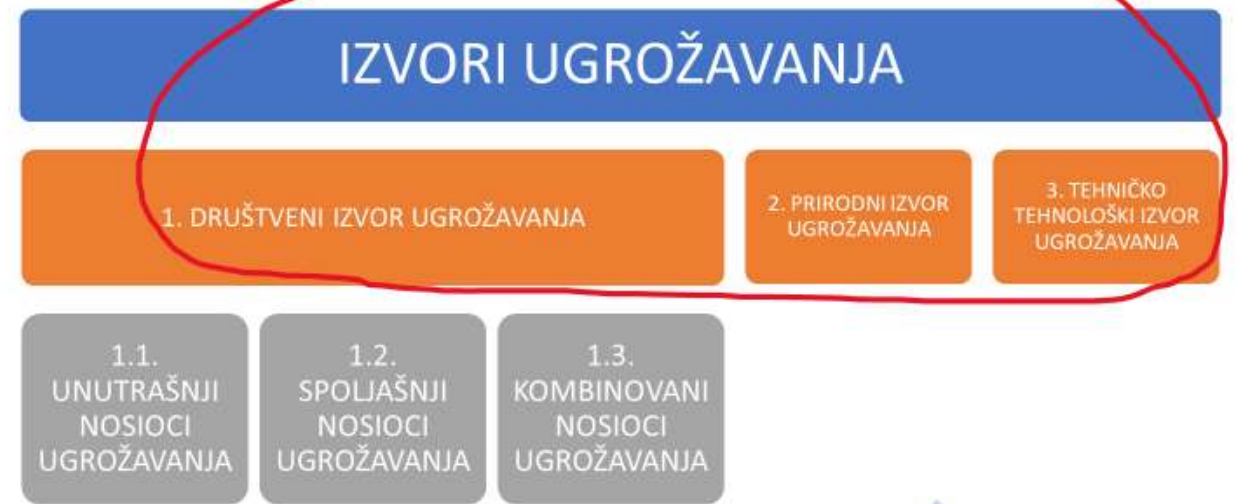 IZVORI UGROŽAVANJA
1. DRUŠTVENI IZVOR UGROŽAVANJA
2. PRIRODNI IZVOR
UGROŽAVANJA
3. TEHNIČKO
TEHNOLOŠKI IZVOR
UGROŽAVANJA
1.1.
UNUTRAŠNJI
NOSIOCI
UGROŽAVANJA
1.2.
SPOLJAŠNJI
NOSIOCI
UGROŽAVANJA
1.3.
KOMBINOVANI
NOSIOCI
UGROŽAVANJA